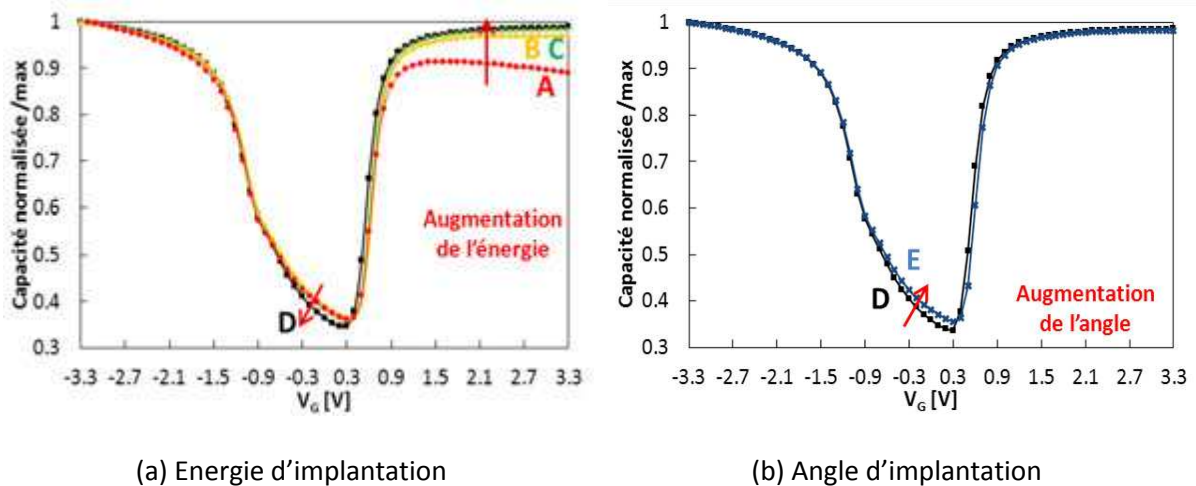 Capacité normalisée /max
1
0.9
0.8
0.7
0.6
0.5
0.4
0.3
-3.3 -2.7 -2.1 -1.5 -0.9 -0.3 0.3 0.9 1.5 2.1 2.7 3.3
VG [V]
B C
A
D
Augmentation
de l'énergie
(a) Energie d'implantation
Capacité normalisée /max
1
0.9
0.8
0.7
0.6
0.5
0.4
0.3
-3.3 -2.7 -2.1 -1.5 -0.9 -0.3 0.3 0.9 1.5 2.1 2.7 3.3
VG [V]
E
D
Augmentation
de l'angle
(b) Angle d'implantation